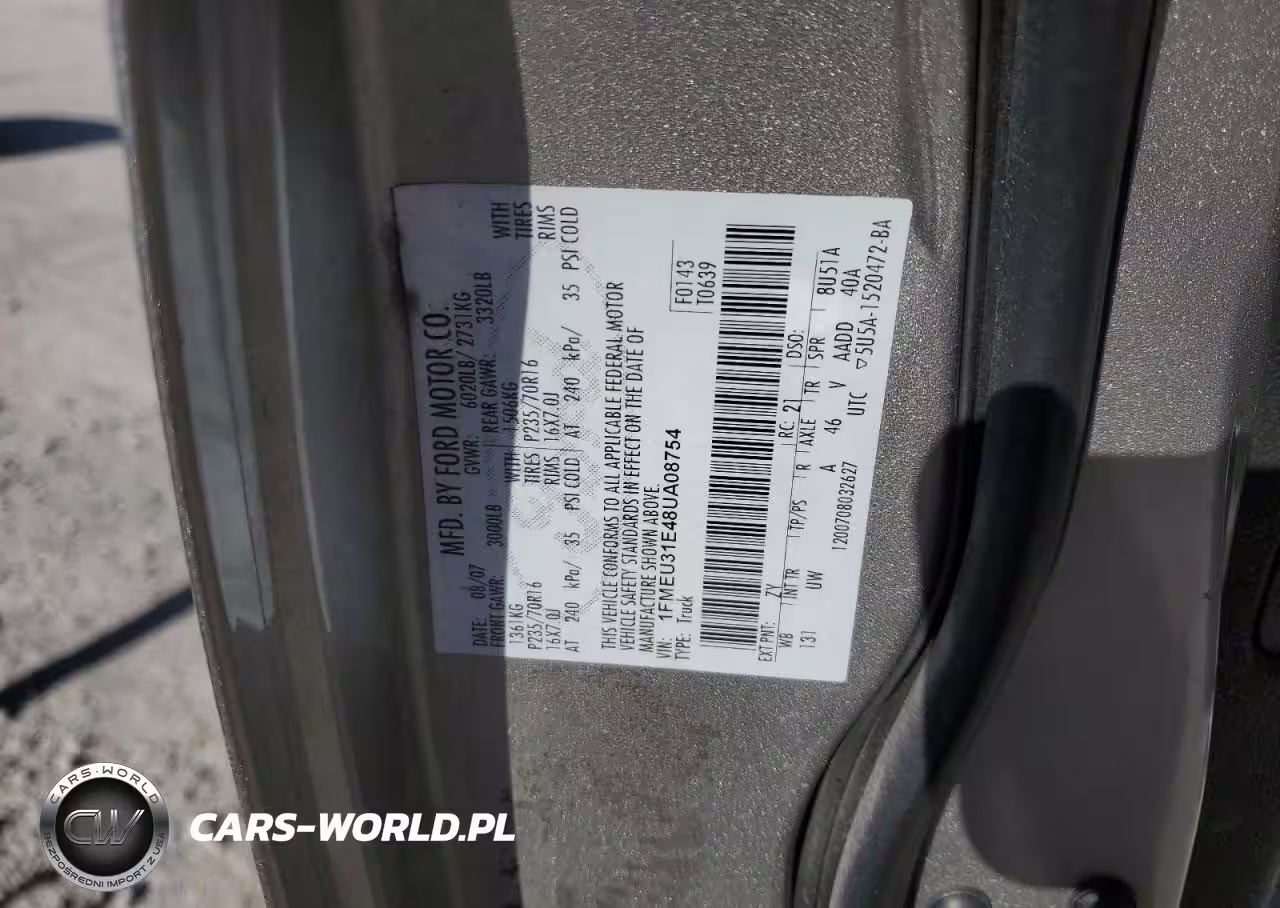 MFD. BY FORD MOTOR CO.
DATE: 08/07 GVWR: 6020LB/ 2731KG
FRONT GAWR: 3000LB REAR GAWR: 3320LB
1361KG WITH 1506KG WITH
P235/70R16 TIRES P235/70R16 TIRES
16X7.0J RIMS 16X7.0J RIMS
AT 240 kPa/ 35 PSI COLD AT 240 kPa/ 35 PSI COLD
THIS VEHICLE CONFORMS TO ALL APPLICABLE FEDERAL MOTOR
VEHICLE SAFETY STANDARDS IN EFFECT ON THE DATE OF
MANUFACTURE SHOWN ABOVE.
VIN: 1FMEU31E48UA08754
TYPE: Truck
F0143
T0639
EXT PNT: ZY RC: 21 DSO:
WB INT TR TP/PS R AXLE TR SPR 8U51A
131 UW A 46 V AADD 40A
UTC ▽5U5A-1520472-BA
1200708032627
CARS-WORLD
CW
BEZPOŚREDNI IMPORT Z USA
CARS-WORLD.PL